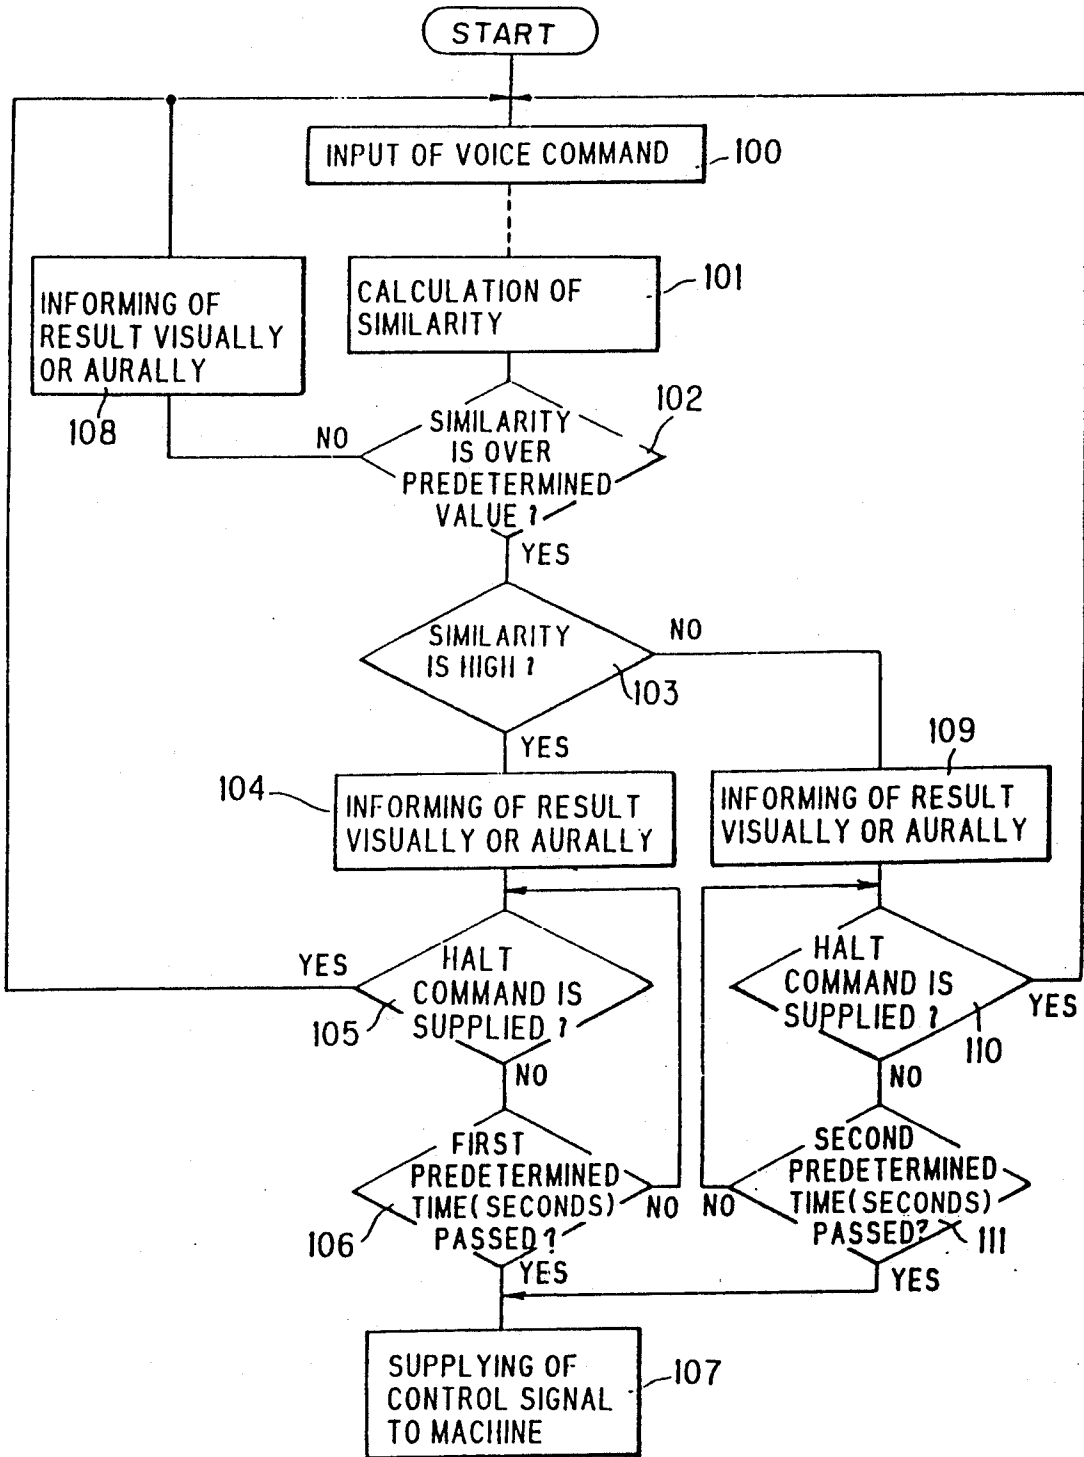 START
INPUT OF VOICE COMMAND
100
CALCULATION OF
SIMILARITY
101
INFORMING OF
RESULT VISUALLY
OR AURALLY
108
SIMILARITY
IS OVER
PREDETERMINED
VALUE ?
102
NO
YES
SIMILARITY
IS HIGH ?
103
NO
YES
104
INFORMING OF RESULT
VISUALLY OR AURALLY
109
INFORMING OF RESULT
VISUALLY OR AURALLY
YES
HALT
COMMAND IS
SUPPLIED ?
105
NO
HALT
COMMAND IS
SUPPLIED ?
110
YES
NO
FIRST
PREDETERMINED
TIME(SECONDS)
PASSED ?
106
NO
YES
SECOND
PREDETERMINED
TIME(SECONDS)
PASSED?
111
NO
YES
SUPPLYING OF
CONTROL SIGNAL
TO MACHINE
107